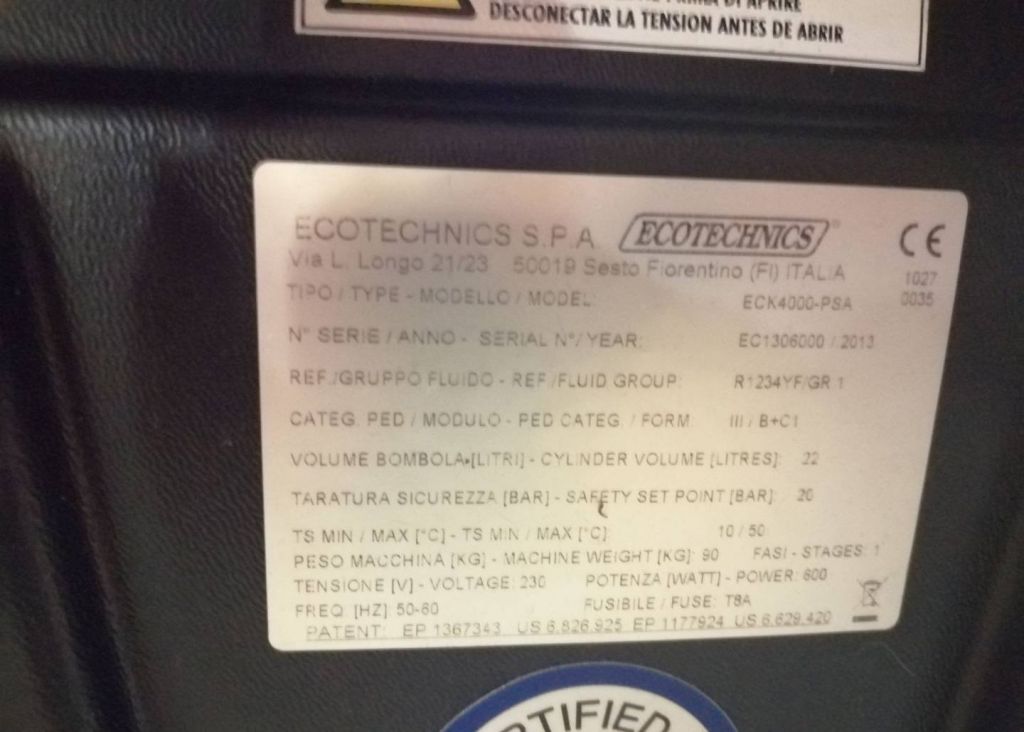 DESCONECTAR LA TENSION ANTES DE ABRIR
ECOTECHNICS S.P.A. ECOTECHNICS® CE
Via L. Longo 21/23 50019 Sesto Fiorentino (FI) ITALIA 1027
TIPO / TYPE - MODELLO / MODEL: ECK4000-PSA 0035
N° SERIE / ANNO - SERIAL N°/ YEAR: EC1306000 / 2013
REF./GRUPPO FLUIDO - REF./FLUID GROUP: R1234YF/GR.1
CATEG. PED / MODULO - PED CATEG. / FORM: III / B+C1
VOLUME BOMBOLA [LITRI] - CYLINDER VOLUME [LITRES]: 22
TARATURA SICUREZZA [BAR] - SAFETY SET POINT [BAR]: 20
TS MIN / MAX [°C] - TS MIN / MAX [°C]: 10 / 50
PESO MACCHINA [KG] - MACHINE WEIGHT [KG]: 90 FASI - STAGES: 1
TENSIONE [V] - VOLTAGE: 230 POTENZA [WATT] - POWER: 800
FREQ. [HZ]: 50-60 FUSIBILE / FUSE: T8A
PATENT: EP 1367343 US 6.826.925 EP 1177924 US 6.629.420